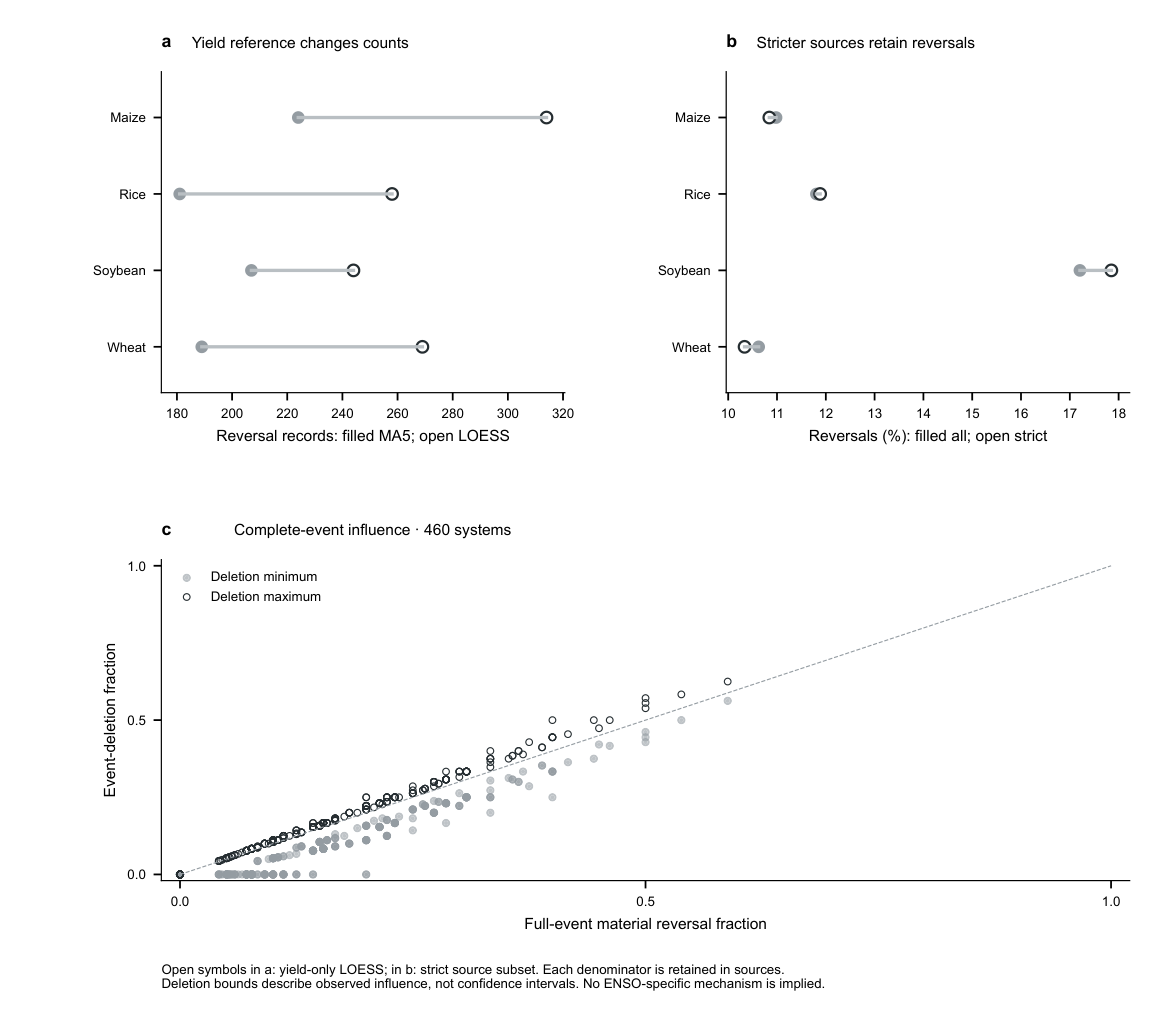 a Yield reference changes counts
Maize
Rice
Soybean
Wheat
180 200 220 240 260 280 300 320
Reversal records: filled MA5; open LOESS
b Stricter sources retain reversals
Maize
Rice
Soybean
Wheat
10 11 12 13 14 15 16 17 18
Reversals (%): filled all; open strict
c Complete-event influence · 460 systems
1.0
0.5
0.0
Event-deletion fraction
Deletion minimum
Deletion maximum
0.0 0.5 1.0
Full-event material reversal fraction
Open symbols in a: yield-only LOESS; in b: strict source subset. Each denominator is retained in sources.
Deletion bounds describe observed influence, not confidence intervals. No ENSO-specific mechanism is implied.